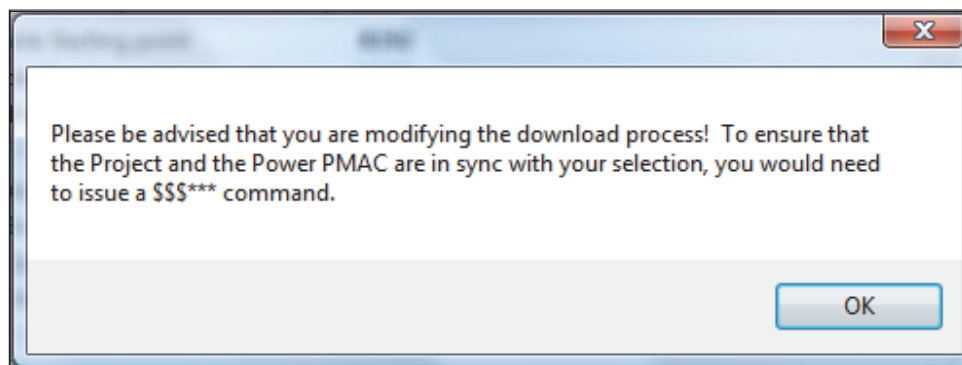 Please be advised that you are modifying the download process!  To ensure that
the Project and the Power PMAC are in sync with your selection, you would need
to issue a $$$*** command.
OK